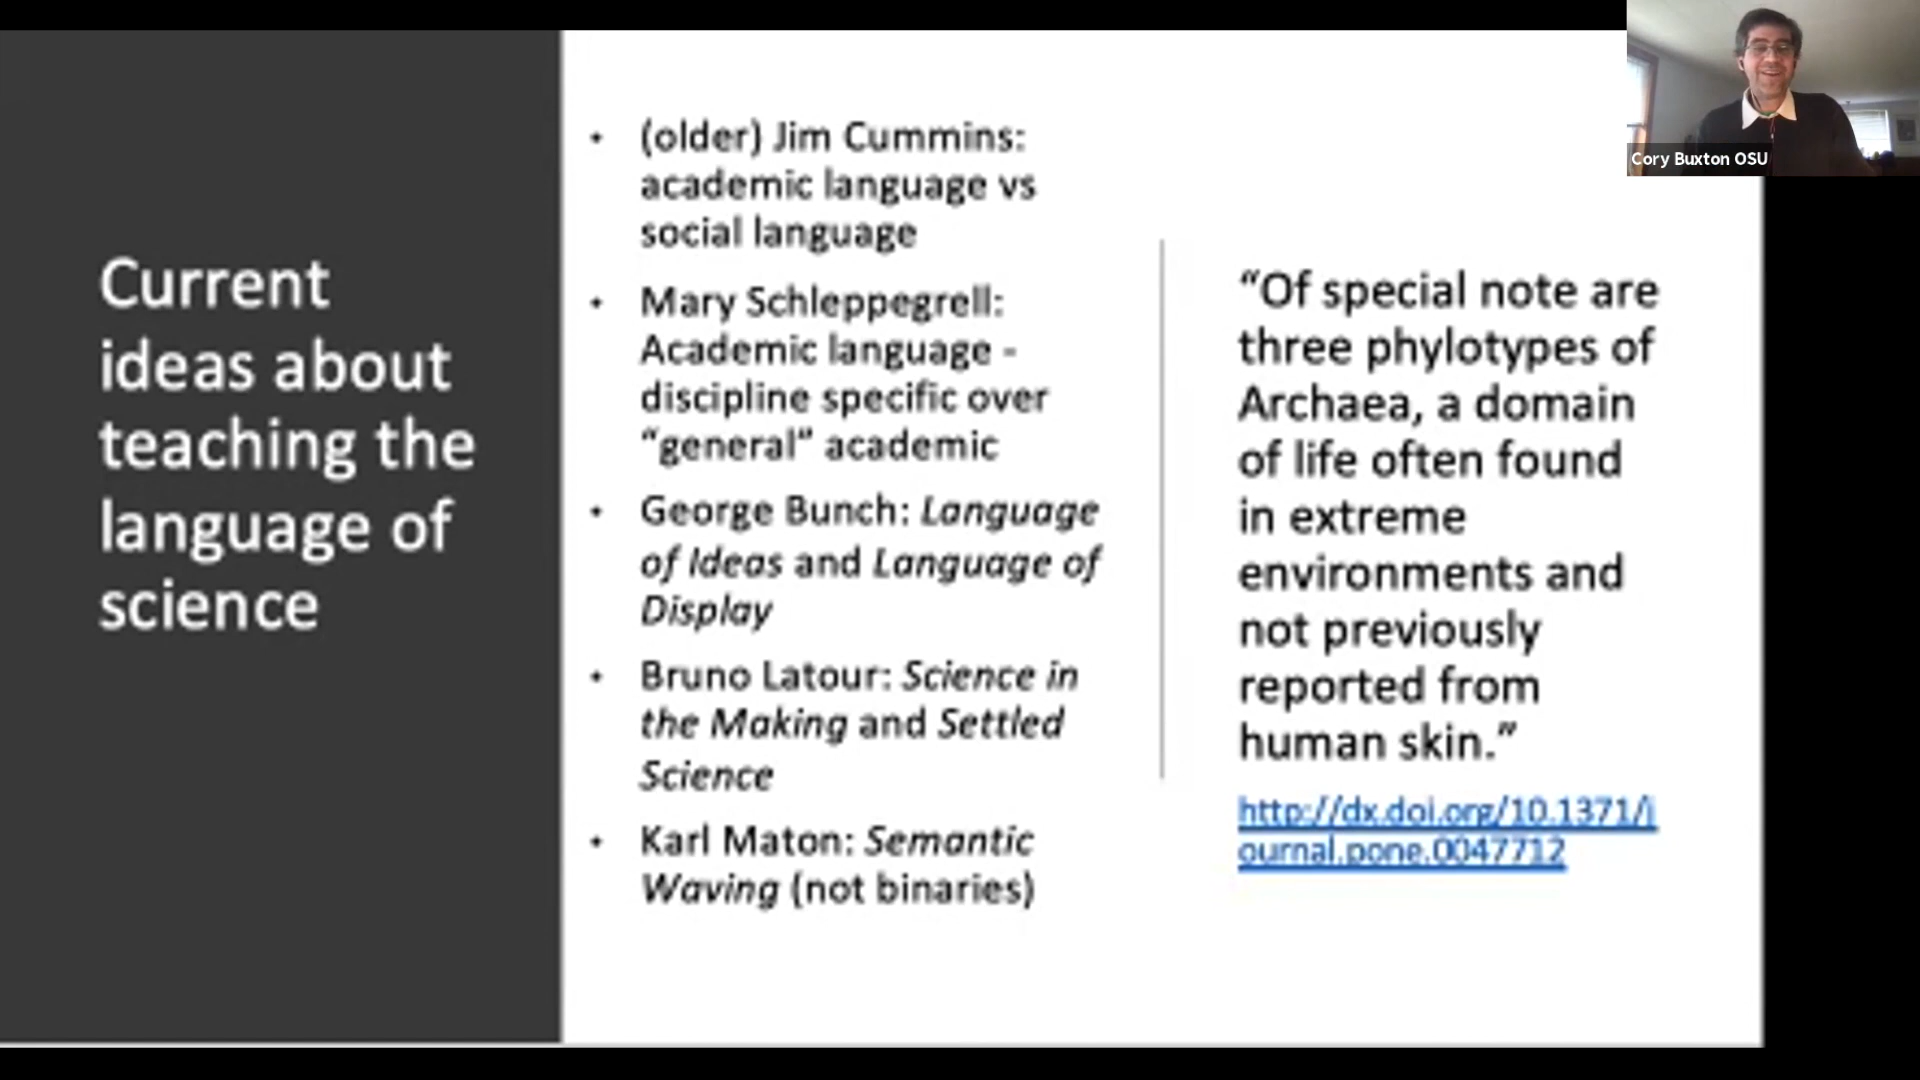 Current
ideas about
teaching the
language of
science
• (older) Jim Cummins:
academic language vs
social language
• Mary Schleppegrell:
Academic language -
discipline specific over
“general” academic
• George Bunch: Language
of Ideas and Language of
Display
• Bruno Latour: Science in
the Making and Settled
Science
• Karl Maton: Semantic
Waving (not binaries)
“Of special note are
three phylotypes of
Archaea, a domain
of life often found
in extreme
environments and
not previously
reported from
human skin.”
http://dx.doi.org/10.1371/j
ournal.pone.0047712
Cory Buxton OSU